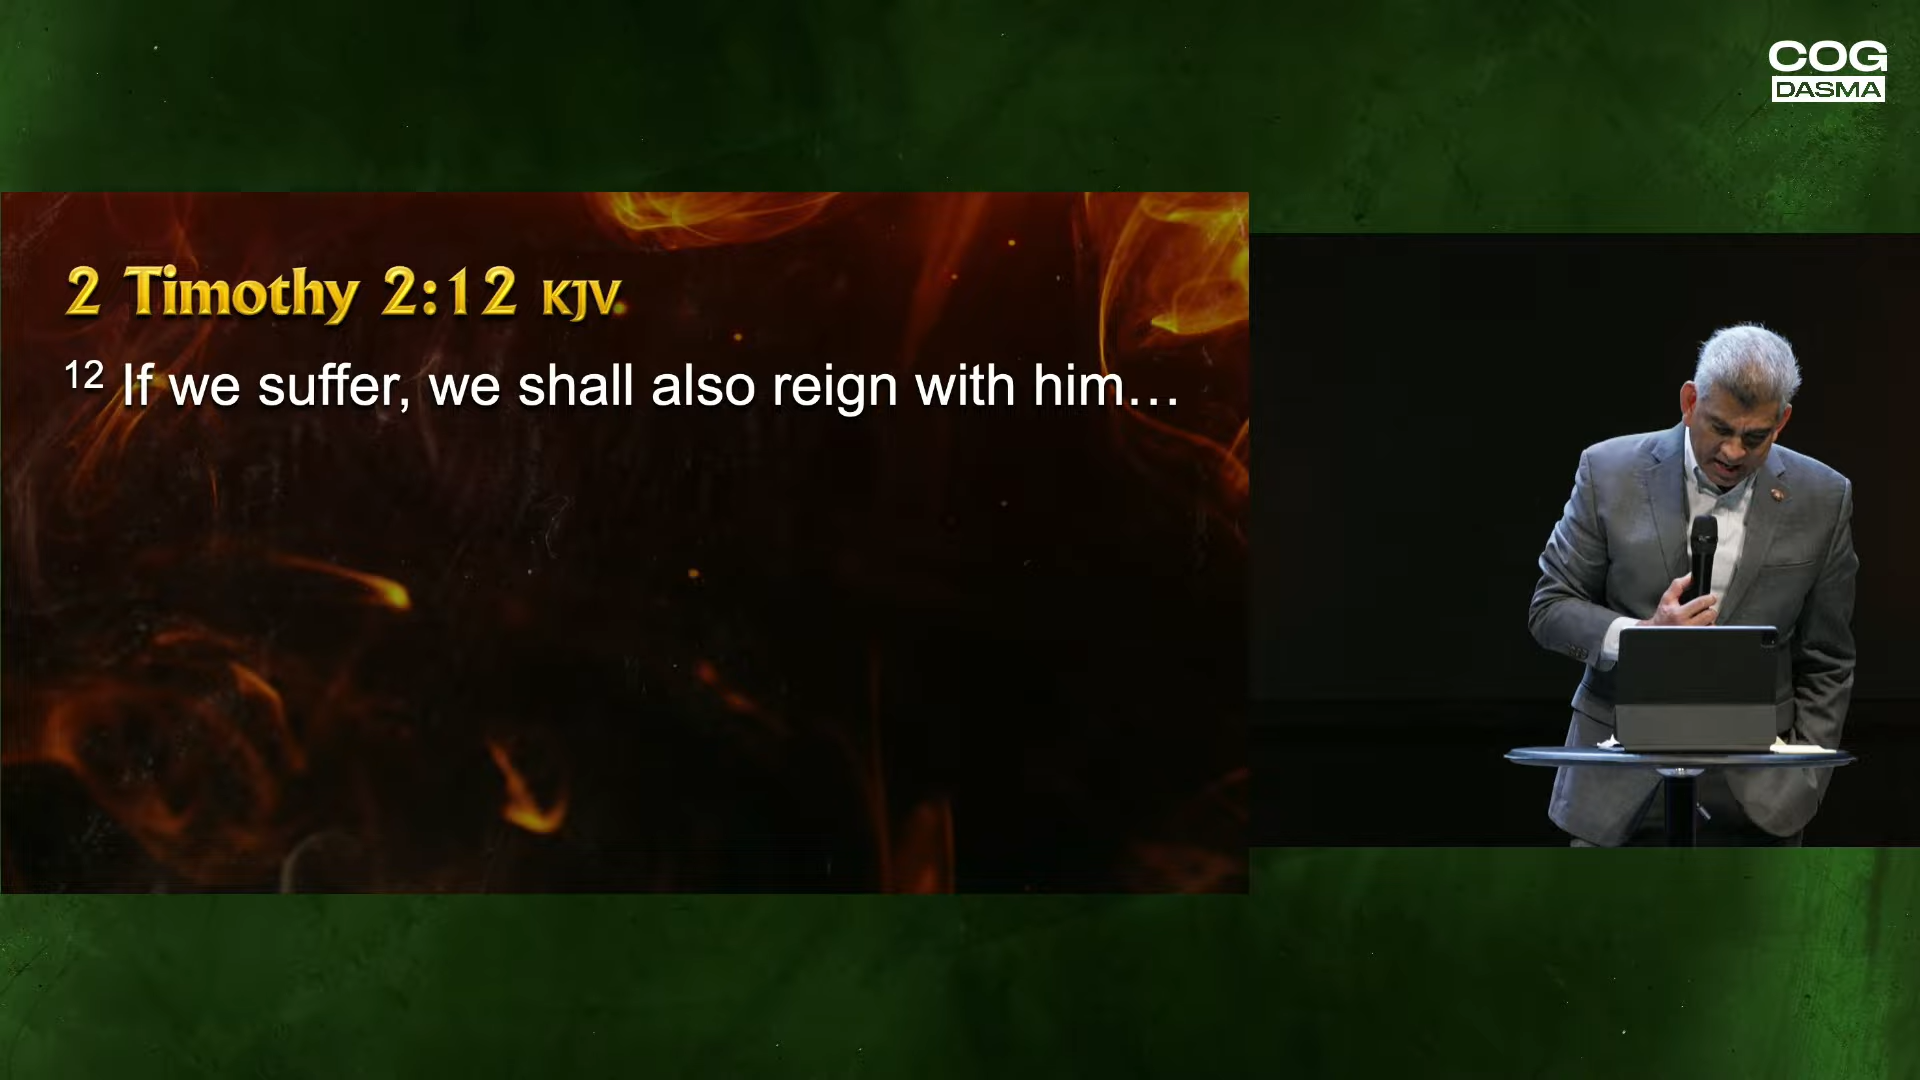 COG
DASMA
2 Timothy 2:12 KJV
12 If we suffer, we shall also reign with him…